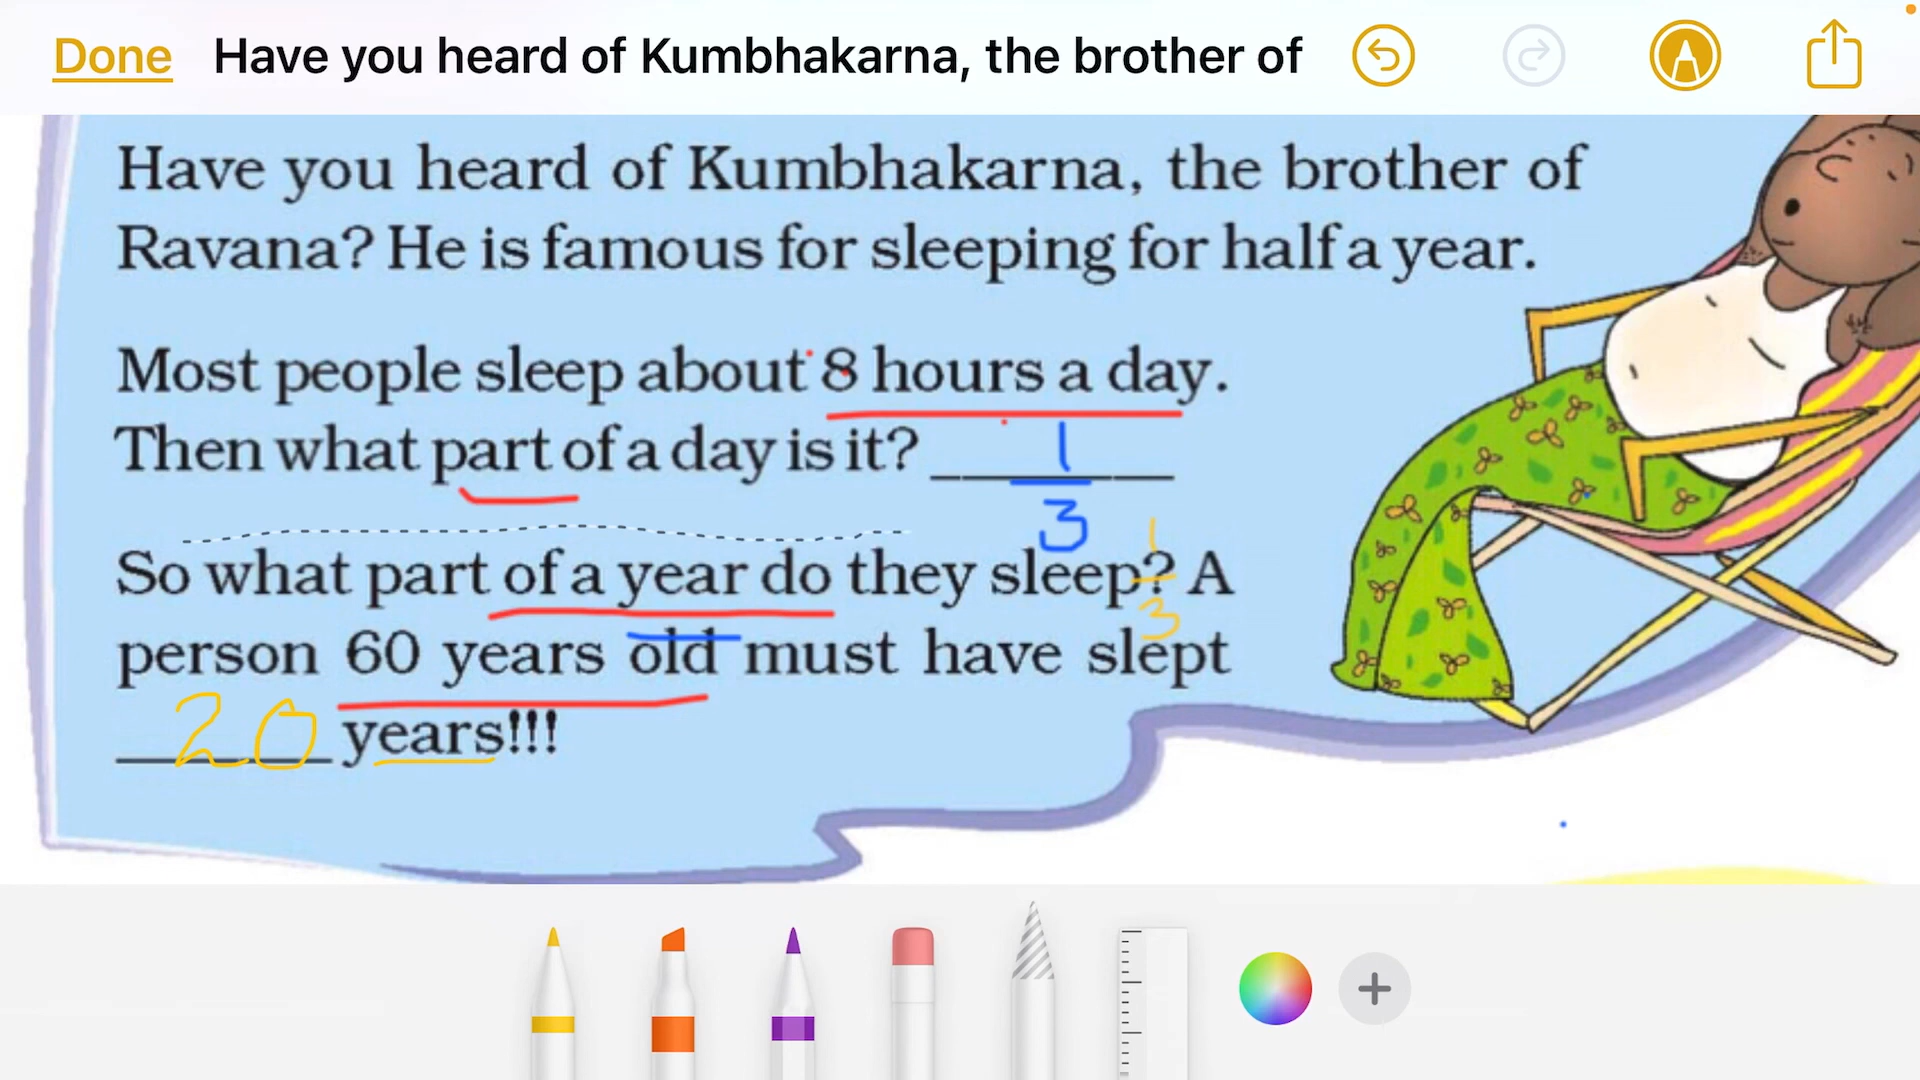 Done Have you heard of Kumbhakarna, the brother of
Have you heard of Kumbhakarna, the brother of
Ravana? He is famous for sleeping for half a year.
Most people sleep about 8 hours a day.
Then what part of a day is it? 1
3
So what part of a year do they sleep? 1/3 A
person 60 years old must have slept
20 years!!!